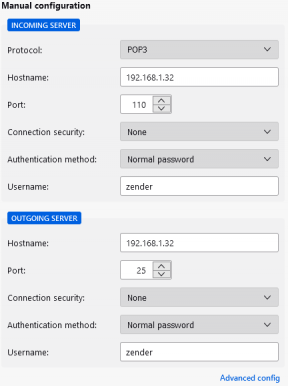 Manual configuration
INCOMING SERVER
Protocol: POP3
Hostname: 192.168.1.32
Port: 110
Connection security: None
Authentication method: Normal password
Username: zender
OUTGOING SERVER
Hostname: 192.168.1.32
Port: 25
Connection security: None
Authentication method: Normal password
Username: zender
Advanced config